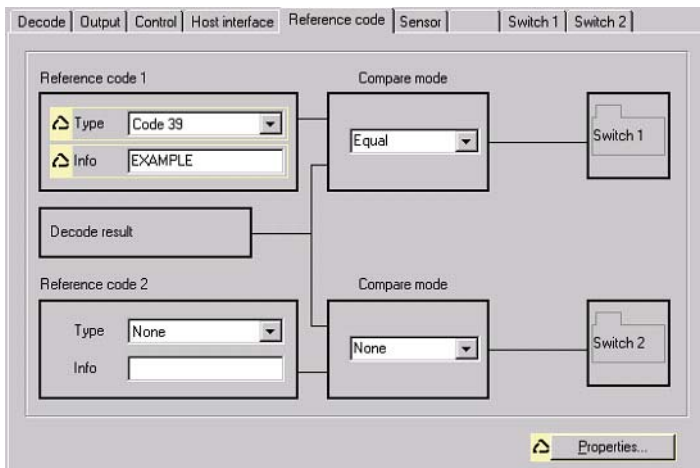 Decode Output Control Host interface Reference code Sensor Switch 1 Switch 2
Reference code 1
Compare mode
Type Code 39
Info EXAMPLE
Equal
Switch 1
Decode result
Reference code 2
Compare mode
Type None
Info
None
Switch 2
Properties...